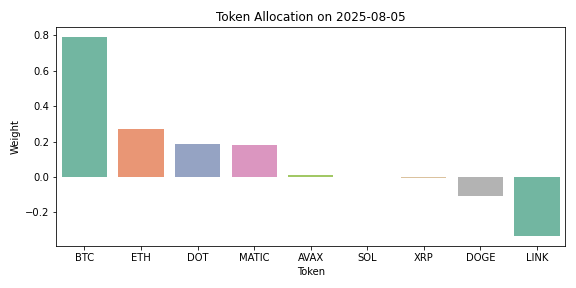 Token Allocation on 2025-08-05
Weight
0.8
0.6
0.4
0.2
0.0
−0.2
BTC ETH DOT MATIC AVAX SOL XRP DOGE LINK
Token